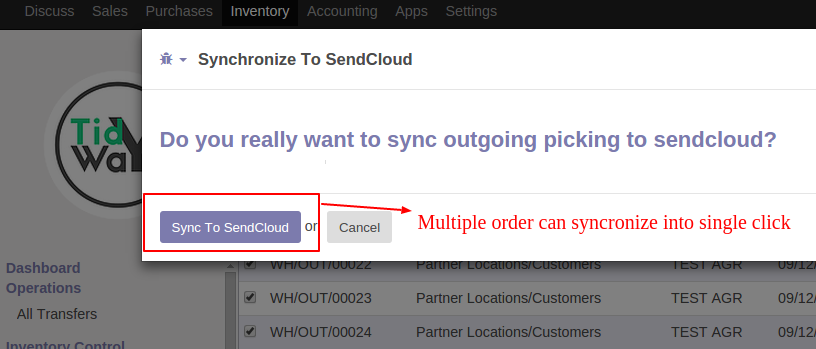 Discuss Sales Purchases Inventory Accounting Apps Settings
Synchronize To SendCloud
Do you really want to sync outgoing picking to sendcloud?
Tid
Way
Sync To SendCloud or Cancel
Multiple order can syncronize into single click
Dashboard
Operations
All Transfers
Inventory Control
WH/OUT/00022 Partner Locations/Customers TEST AGR 09/12/
WH/OUT/00023 Partner Locations/Customers TEST AGR 09/12/
WH/OUT/00024 Partner Locations/Customers TEST AGR 09/12/